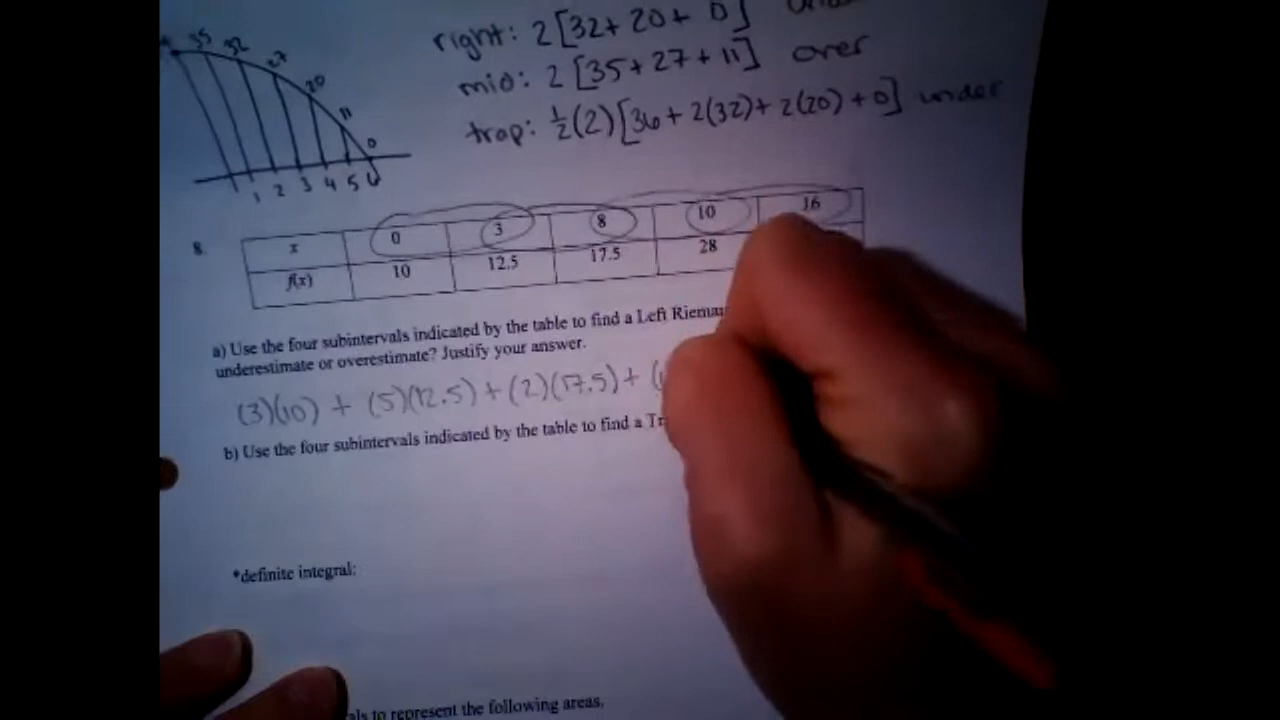 right: 2[32+ 20+ 0]
mid: 2[35+27+11] over
trap: ½(2)[36+2(32)+2(20)+0] under
35 32 27 20 11 0
1 2 3 4 5 6
8. x 0 3 8 10 16
f(x) 10 12.5 17.5 28
a) Use the four subintervals indicated by the table to find a Left
underestimate or overestimate? Justify your answer.
(3)(10) + (5)(12.5) + (2)(17.5) + (
b) Use the four subintervals indicated by the table to find a
*definite integral:
to represent the following areas.